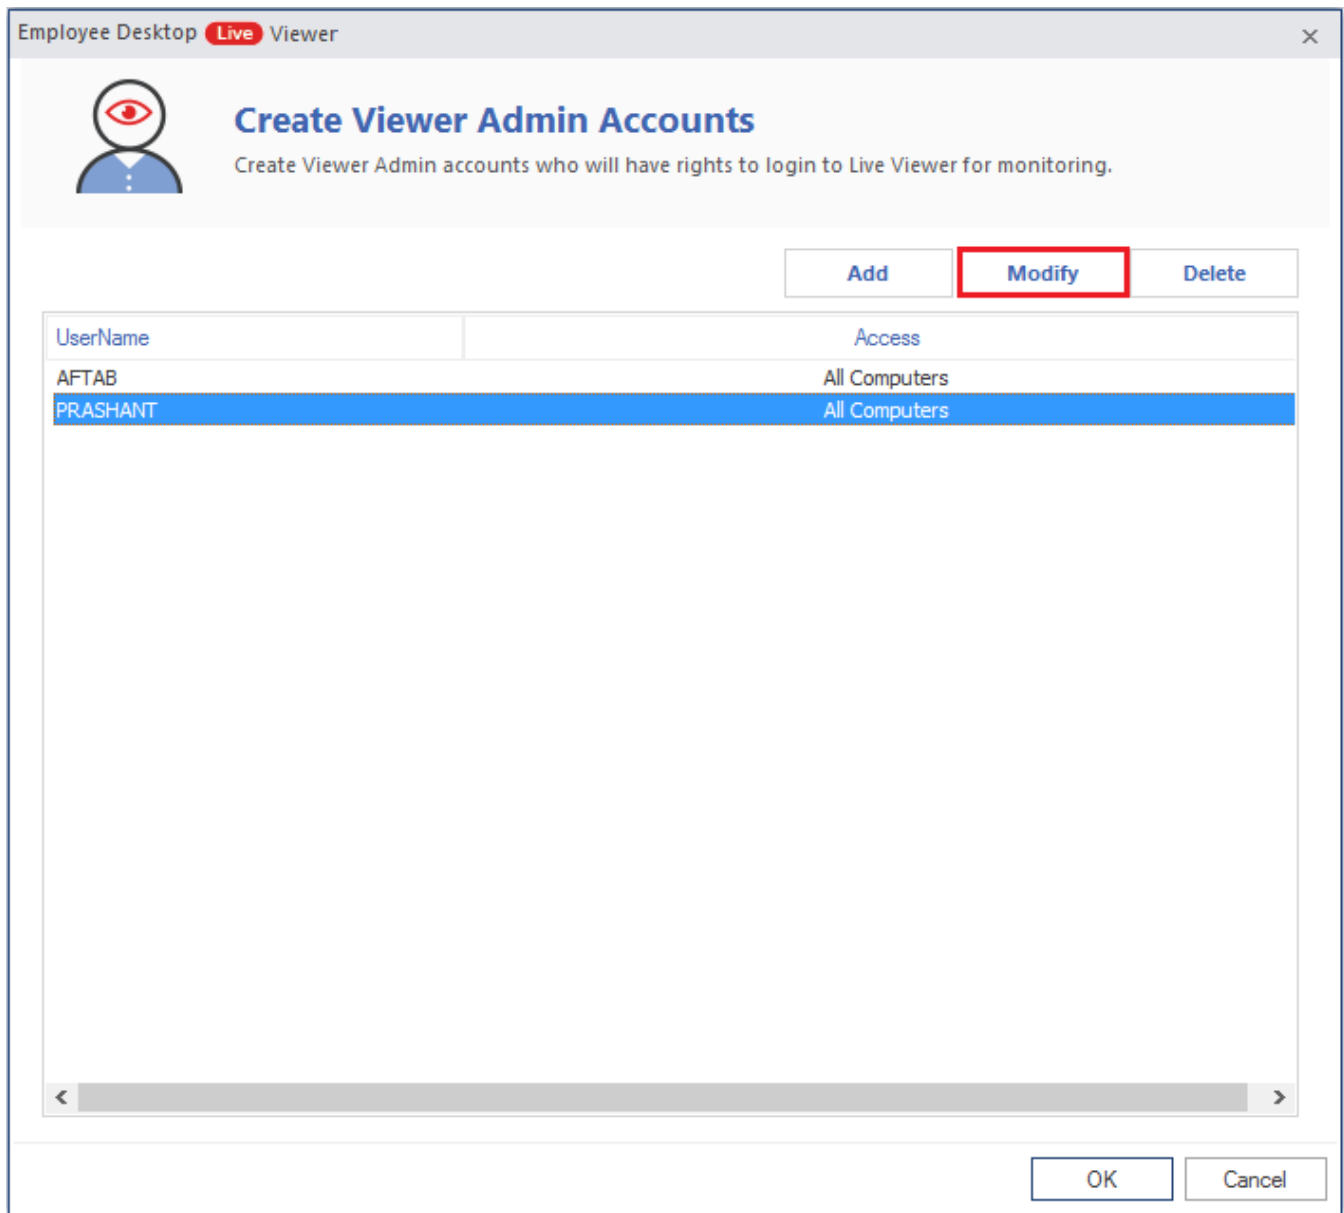 Employee Desktop Live Viewer
Create Viewer Admin Accounts
Create Viewer Admin accounts who will have rights to login to Live Viewer for monitoring.
Add Modify Delete
UserName Access
AFTAB All Computers
PRASHANT All Computers
OK Cancel